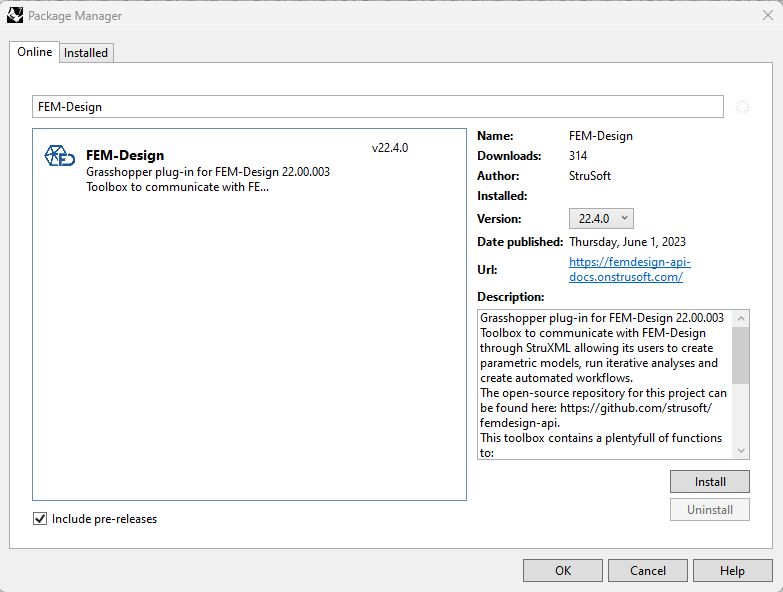 Package Manager
Online
Installed
FEM-Design
FEM-Design
v22.4.0
Grasshopper plug-in for FEM-Design 22.00.003
Toolbox to communicate with FE...
Name: FEM-Design
Downloads: 314
Author: StruSoft
Installed:
Version: 22.4.0
Date published: Thursday, June 1, 2023
Url: https://femdesign-api-
docs.onstrusoft.com/
Description:
Grasshopper plug-in for FEM-Design 22.00.003
Toolbox to communicate with FEM-Design
through StruXML allowing its users to create
parametric models, run iterative analyses and
create automated workflows.
The open-source repository for this project can
be found here: https://github.com/strusoft/
femdesign-api.
This toolbox contains a plentyfull of functions
to:
Install
Uninstall
Include pre-releases
OK
Cancel
Help